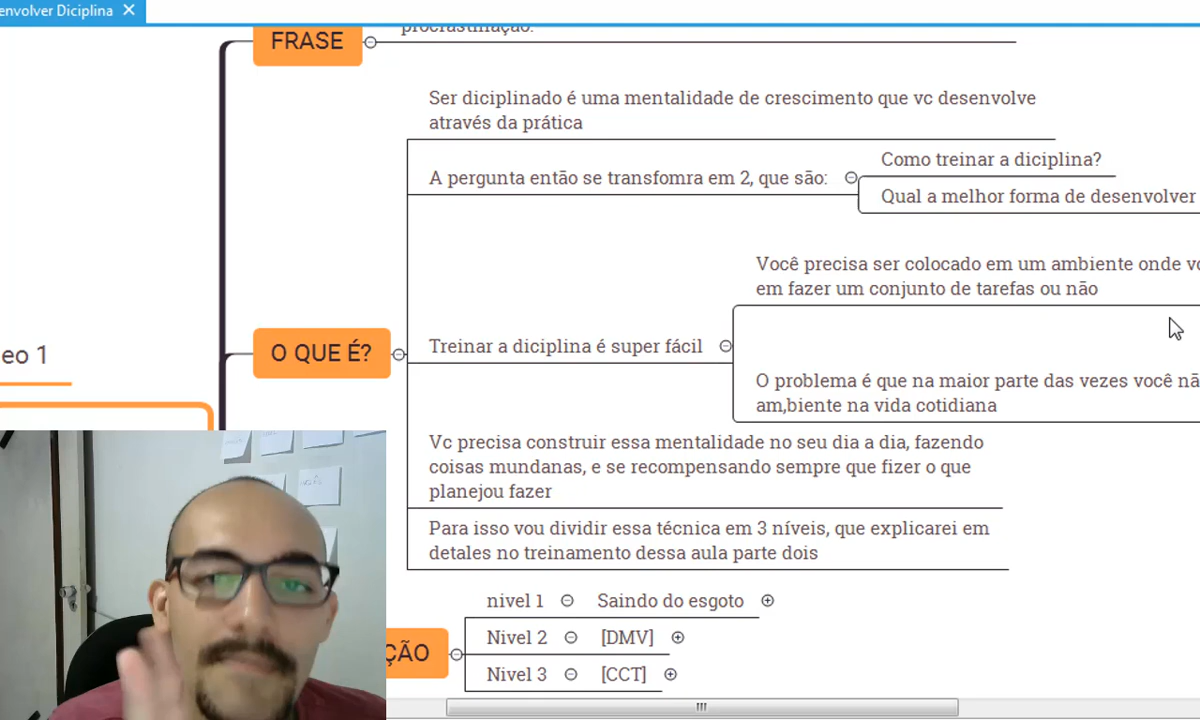 envolver Diciplina
FRASE
procrastinação.
Ser diciplinado é uma mentalidade de crescimento que vc desenvolve
através da prática
A pergunta então se transfomra em 2, que são:
Como treinar a diciplina?
Qual a melhor forma de desenvolver
O QUE É?
Treinar a diciplina é super fácil
Você precisa ser colocado em um ambiente onde vo
em fazer um conjunto de tarefas ou não
O problema é que na maior parte das vezes você nã
am,biente na vida cotidiana
eo 1
Vc precisa construir essa mentalidade no seu dia a dia, fazendo
coisas mundanas, e se recompensando sempre que fizer o que
planejou fazer
Para isso vou dividir essa técnica em 3 níveis, que explicarei em
detales no treinamento dessa aula parte dois
ÇÃO
nivel 1 Saindo do esgoto
Nivel 2 [DMV]
Nivel 3 [CCT]